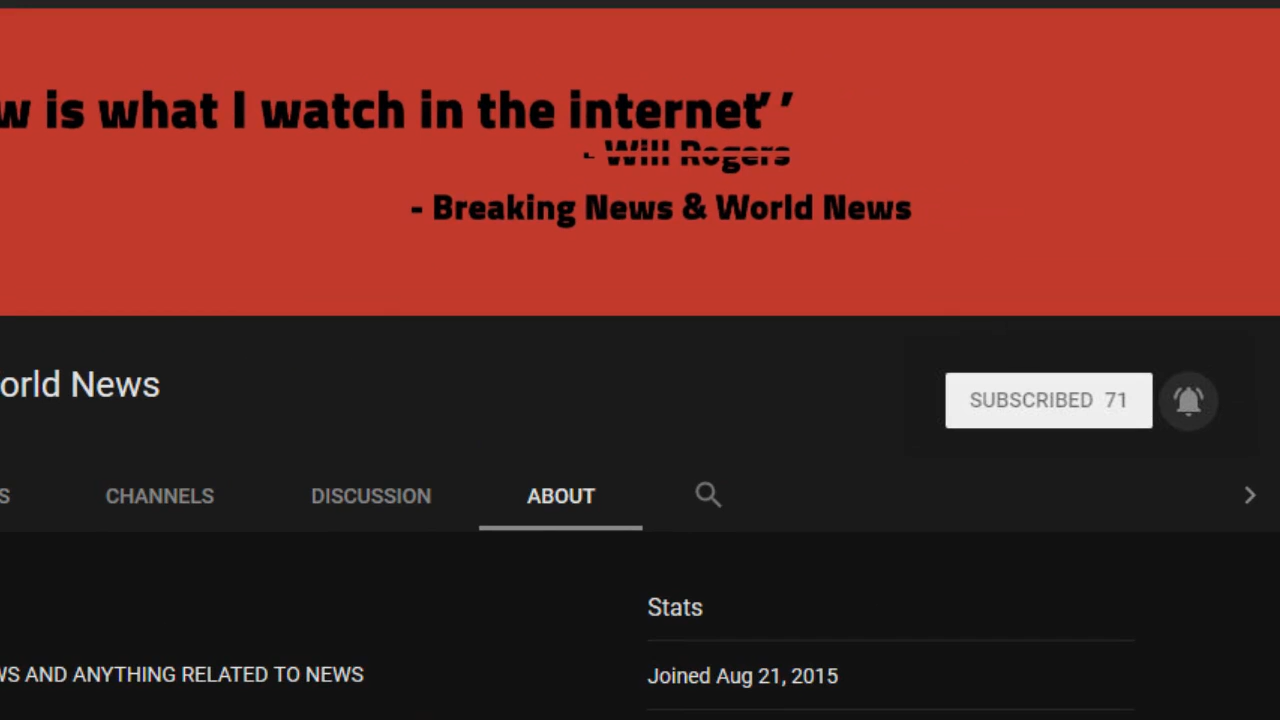 w is what I watch in the internet’’
- Will Rogers
- Breaking News & World News
orld News
SUBSCRIBED 71
S CHANNELS DISCUSSION ABOUT
Stats
WS AND ANYTHING RELATED TO NEWS
Joined Aug 21, 2015